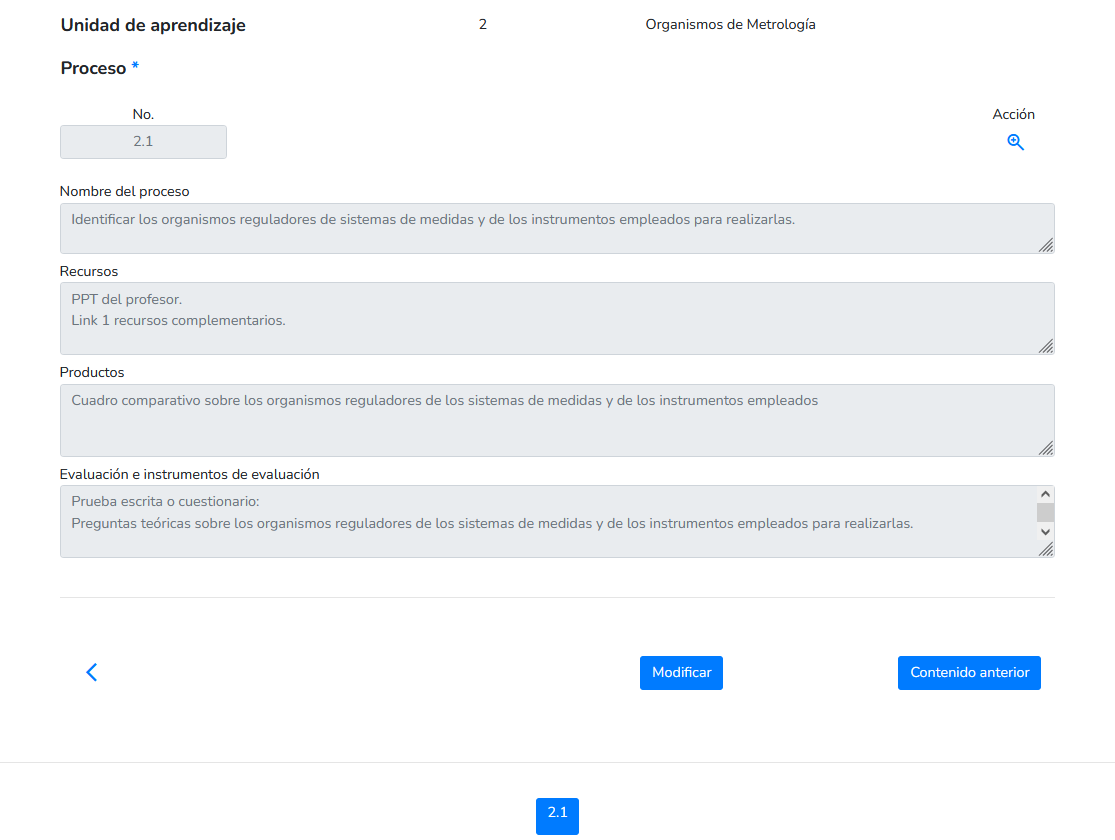 Unidad de aprendizaje 2 Organismos de Metrología
Proceso *
No. Acción
2.1
Nombre del proceso
Identificar los organismos reguladores de sistemas de medidas y de los instrumentos empleados para realizarlas.
Recursos
PPT del profesor.
Link 1 recursos complementarios.
Productos
Cuadro comparativo sobre los organismos reguladores de los sistemas de medidas y de los instrumentos empleados
Evaluación e instrumentos de evaluación
Prueba escrita o cuestionario:
Preguntas teóricas sobre los organismos reguladores de los sistemas de medidas y de los instrumentos empleados para realizarlas.
Modificar Contenido anterior
2.1